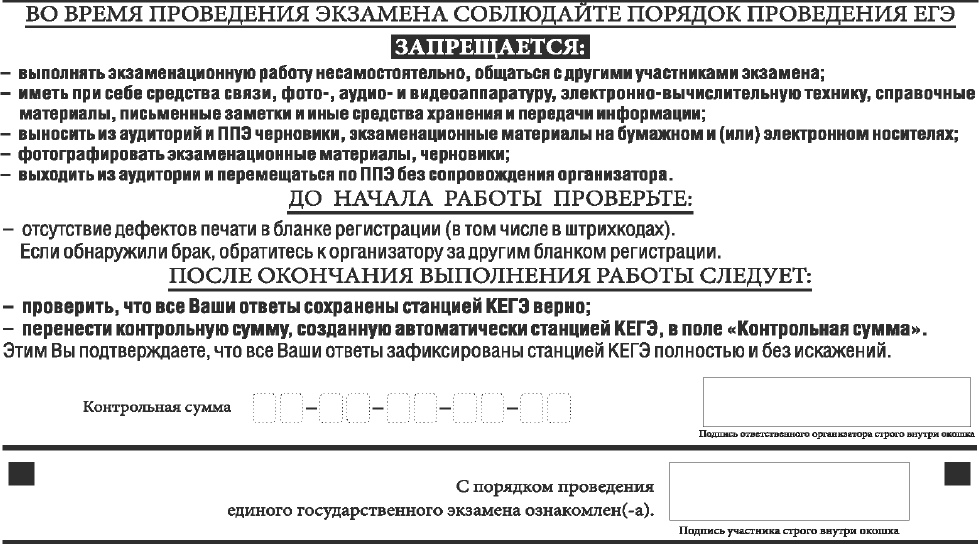 ВО ВРЕМЯ ПРОВЕДЕНИЯ ЭКЗАМЕНА СОБЛЮДАЙТЕ ПОРЯДОК ПРОВЕДЕНИЯ ЕГЭ
ЗАПРЕЩАЕТСЯ:
– выполнять экзаменационную работу несамостоятельно, общаться с другими участниками экзамена;
– иметь при себе средства связи, фото-, аудио- и видеоаппаратуру, электронно-вычислительную технику, справочные
материалы, письменные заметки и иные средства хранения и передачи информации;
– выносить из аудиторий и ППЭ черновики, экзаменационные материалы на бумажном и (или) электронном носителях;
– фотографировать экзаменационные материалы, черновики;
– выходить из аудитории и перемещаться по ППЭ без сопровождения организатора.
ДО НАЧАЛА РАБОТЫ ПРОВЕРЬТЕ:
– отсутствие дефектов печати в бланке регистрации (в том числе в штрихкодах).
Если обнаружили брак, обратитесь к организатору за другим бланком регистрации.
ПОСЛЕ ОКОНЧАНИЯ ВЫПОЛНЕНИЯ РАБОТЫ СЛЕДУЕТ:
– проверить, что все Ваши ответы сохранены станцией КЕГЭ верно;
– перенести контрольную сумму, созданную автоматически станцией КЕГЭ, в поле «Контрольная сумма».
Этим Вы подтверждаете, что все Ваши ответы зафиксированы станцией КЕГЭ полностью и без искажений.
Контрольная сумма – – – –
Подпись ответственного организатора строго внутри окошка
С порядком проведения
единого государственного экзамена ознакомлен(-а).
Подпись участника строго внутри окошка